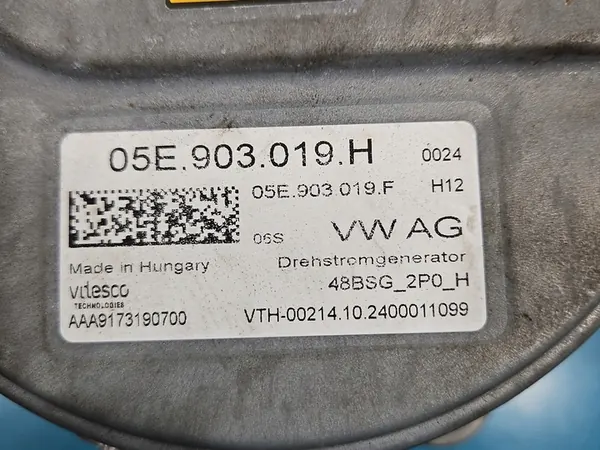 05E.903.019.H 0024
05E.903.019.F H12
06S VW AG
Made in Hungary Drehstromgenerator
vitesco 48BSG_2P0_H
TECHNOLOGIES
AAA9173190700 VTH-00214.10.2400011099